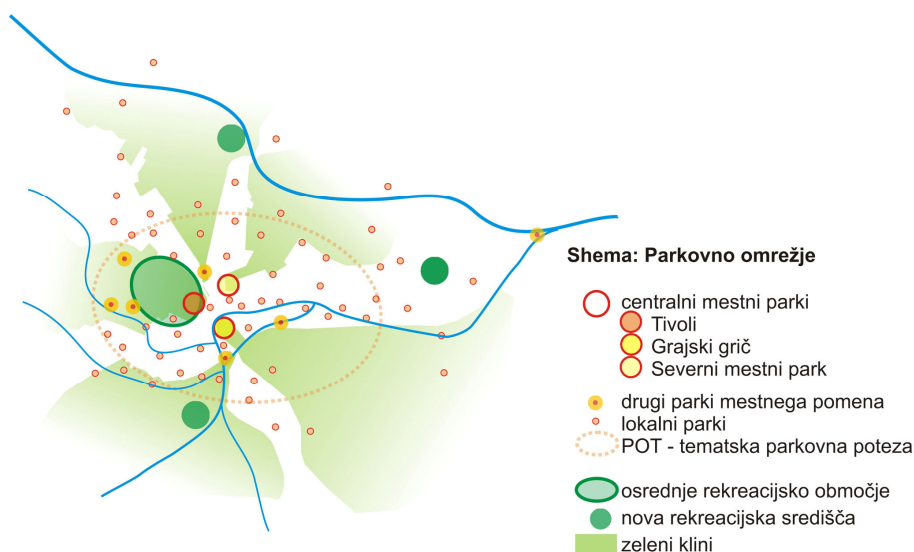 Shema: Parkovno omrežje
centralni mestni parki
Tivoli
Grajski grič
Severni mestni park
drugi parki mestnega pomena
lokalni parki
POT - tematska parkovna poteza
osrednje rekreacijsko območje
nova rekreacijska središča
zeleni klini